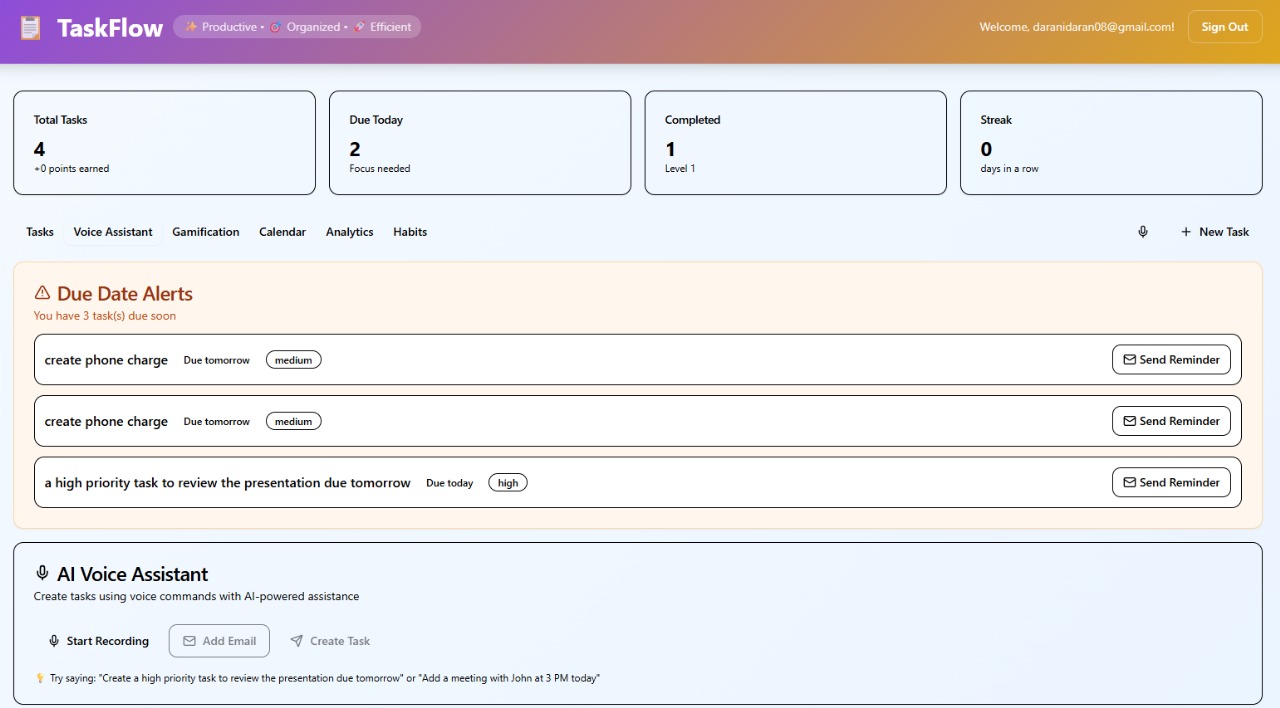 TaskFlow
✨ Productive • 🎯 Organized • 🚀 Efficient
Welcome, daranidaran08@gmail.com!
Sign Out
Total Tasks
4
+0 points earned
Due Today
2
Focus needed
Completed
1
Level 1
Streak
0
days in a row
Tasks Voice Assistant Gamification Calendar Analytics Habits
+ New Task
Due Date Alerts
You have 3 task(s) due soon
create phone charge Due tomorrow medium Send Reminder
create phone charge Due tomorrow medium Send Reminder
a high priority task to review the presentation due tomorrow Due today high Send Reminder
AI Voice Assistant
Create tasks using voice commands with AI-powered assistance
Start Recording Add Email Create Task
💡 Try saying: "Create a high priority task to review the presentation due tomorrow" or "Add a meeting with John at 3 PM today"